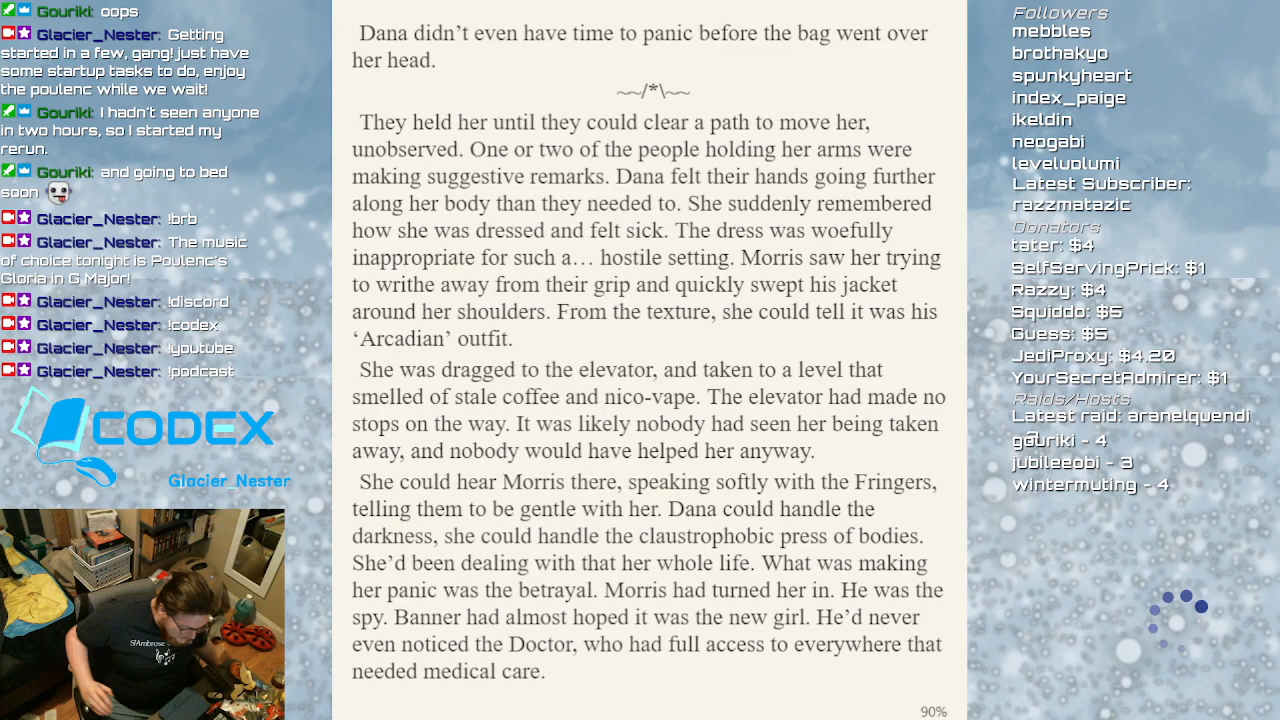 Gouriki: oops
Glacier_Nester: Getting
started in a few, gang! just have
some startup tasks to do, enjoy
the poulenc while we wait!
Gouriki: I hadn't seen anyone
in two hours, so I started my
rerun.
Gouriki: and going to bed
soon
Glacier_Nester: !brb
Glacier_Nester: The music
of choice tonight is Poulenc's
Gloria in G Major!
Glacier_Nester: !discord
Glacier_Nester: !codex
Glacier_Nester: !youtube
Glacier_Nester: !podcast
CODEX
Glacier_Nester
St.Ambrose
Dana didn’t even have time to panic before the bag went over
her head.
~~/*\~~
They held her until they could clear a path to move her,
unobserved. One or two of the people holding her arms were
making suggestive remarks. Dana felt their hands going further
along her body than they needed to. She suddenly remembered
how she was dressed and felt sick. The dress was woefully
inappropriate for such a… hostile setting. Morris saw her trying
to writhe away from their grip and quickly swept his jacket
around her shoulders. From the texture, she could tell it was his
‘Arcadian’ outfit.
She was dragged to the elevator, and taken to a level that
smelled of stale coffee and nico-vape. The elevator had made no
stops on the way. It was likely nobody had seen her being taken
away, and nobody would have helped her anyway.
She could hear Morris there, speaking softly with the Fringers,
telling them to be gentle with her. Dana could handle the
darkness, she could handle the claustrophobic press of bodies.
She’d been dealing with that her whole life. What was making
her panic was the betrayal. Morris had turned her in. He was the
spy. Banner had almost hoped it was the new girl. He’d never
even noticed the Doctor, who had full access to everywhere that
needed medical care.
90%
Followers
mebbles
brothakyo
spunkyheart
index_paige
ikeldin
neogabi
leveluolumi
Latest Subscriber:
razzmatazic
Donators
tater: $4
SelfServingPrick: $1
Razzy: $4
Squiddo: $5
Guess: $5
JediProxy: $4.20
YourSecretAdmirer: $1
Raids/Hosts
Latest raid: aranelquendi
gouriki - 4
jubileeobi - 3
wintermuting - 4